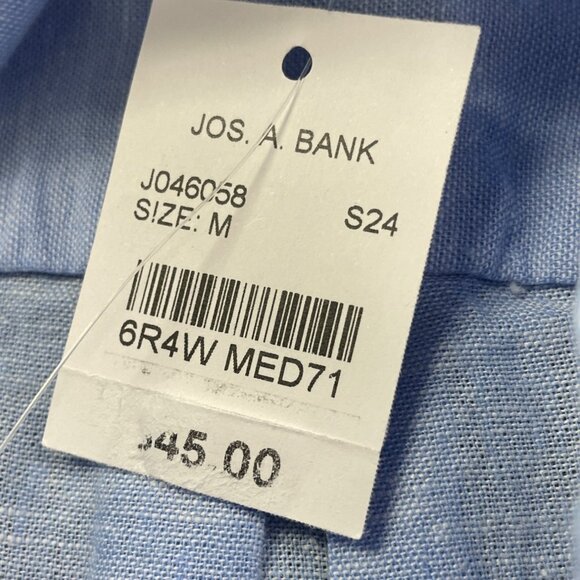 JOS. A. BANK
J046058
SIZE: M S24
6R4W MED71
$45.00